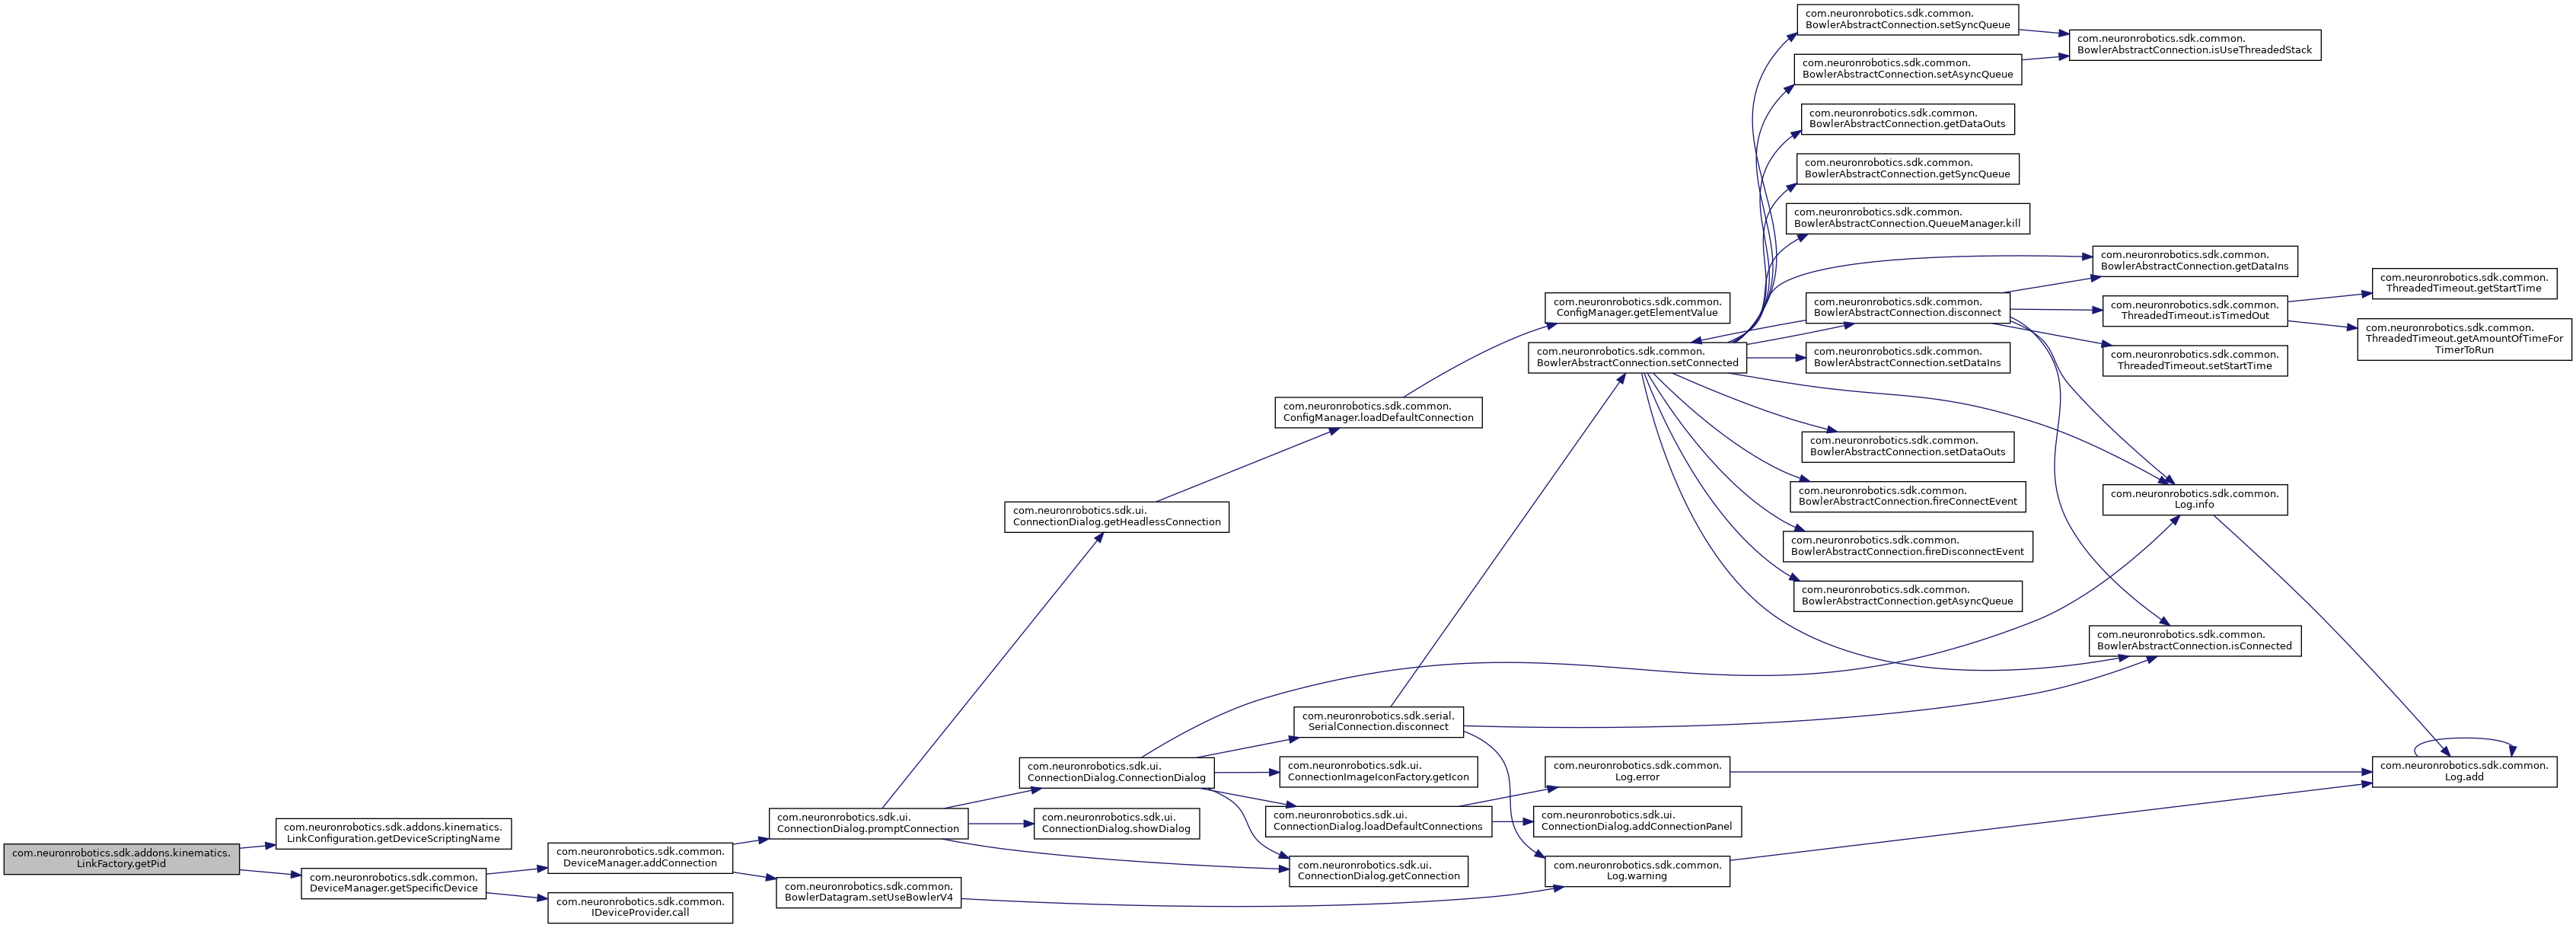 com.neuronrobotics.sdk.addons.kinematics.
LinkFactory.getPid
com.neuronrobotics.sdk.addons.kinematics.
LinkConfiguration.getDeviceScriptingName
com.neuronrobotics.sdk.common.
DeviceManager.getSpecificDevice
com.neuronrobotics.sdk.common.
DeviceManager.addConnection
com.neuronrobotics.sdk.common.
IDeviceProvider.call
com.neuronrobotics.sdk.ui.
ConnectionDialog.promptConnection
com.neuronrobotics.sdk.common.
BowlerDatagram.setUseBowlerV4
com.neuronrobotics.sdk.ui.
ConnectionDialog.getHeadlessConnection
com.neuronrobotics.sdk.ui.
ConnectionDialog.ConnectionDialog
com.neuronrobotics.sdk.ui.
ConnectionDialog.showDialog
com.neuronrobotics.sdk.common.
ConfigManager.loadDefaultConnection
com.neuronrobotics.sdk.serial.
SerialConnection.disconnect
com.neuronrobotics.sdk.ui.
ConnectionImageIconFactory.getIcon
com.neuronrobotics.sdk.ui.
ConnectionDialog.loadDefaultConnections
com.neuronrobotics.sdk.ui.
ConnectionDialog.getConnection
com.neuronrobotics.sdk.common.
ConfigManager.getElementValue
com.neuronrobotics.sdk.common.
BowlerAbstractConnection.setConnected
com.neuronrobotics.sdk.common.
Log.error
com.neuronrobotics.sdk.ui.
ConnectionDialog.addConnectionPanel
com.neuronrobotics.sdk.common.
Log.warning
com.neuronrobotics.sdk.common.
BowlerAbstractConnection.setSyncQueue
com.neuronrobotics.sdk.common.
BowlerAbstractConnection.setAsyncQueue
com.neuronrobotics.sdk.common.
BowlerAbstractConnection.getDataOuts
com.neuronrobotics.sdk.common.
BowlerAbstractConnection.getSyncQueue
com.neuronrobotics.sdk.common.
BowlerAbstractConnection.QueueManager.kill
com.neuronrobotics.sdk.common.
BowlerAbstractConnection.disconnect
com.neuronrobotics.sdk.common.
BowlerAbstractConnection.setDataIns
com.neuronrobotics.sdk.common.
BowlerAbstractConnection.setDataOuts
com.neuronrobotics.sdk.common.
BowlerAbstractConnection.fireConnectEvent
com.neuronrobotics.sdk.common.
BowlerAbstractConnection.fireDisconnectEvent
com.neuronrobotics.sdk.common.
BowlerAbstractConnection.getAsyncQueue
com.neuronrobotics.sdk.common.
BowlerAbstractConnection.isUseThreadedStack
com.neuronrobotics.sdk.common.
BowlerAbstractConnection.getDataIns
com.neuronrobotics.sdk.common.
ThreadedTimeout.isTimedOut
com.neuronrobotics.sdk.common.
ThreadedTimeout.setStartTime
com.neuronrobotics.sdk.common.
Log.info
com.neuronrobotics.sdk.common.
BowlerAbstractConnection.isConnected
com.neuronrobotics.sdk.common.
ThreadedTimeout.getStartTime
com.neuronrobotics.sdk.common.
ThreadedTimeout.getAmountOfTimeFor
TimerToRun
com.neuronrobotics.sdk.common.
Log.add